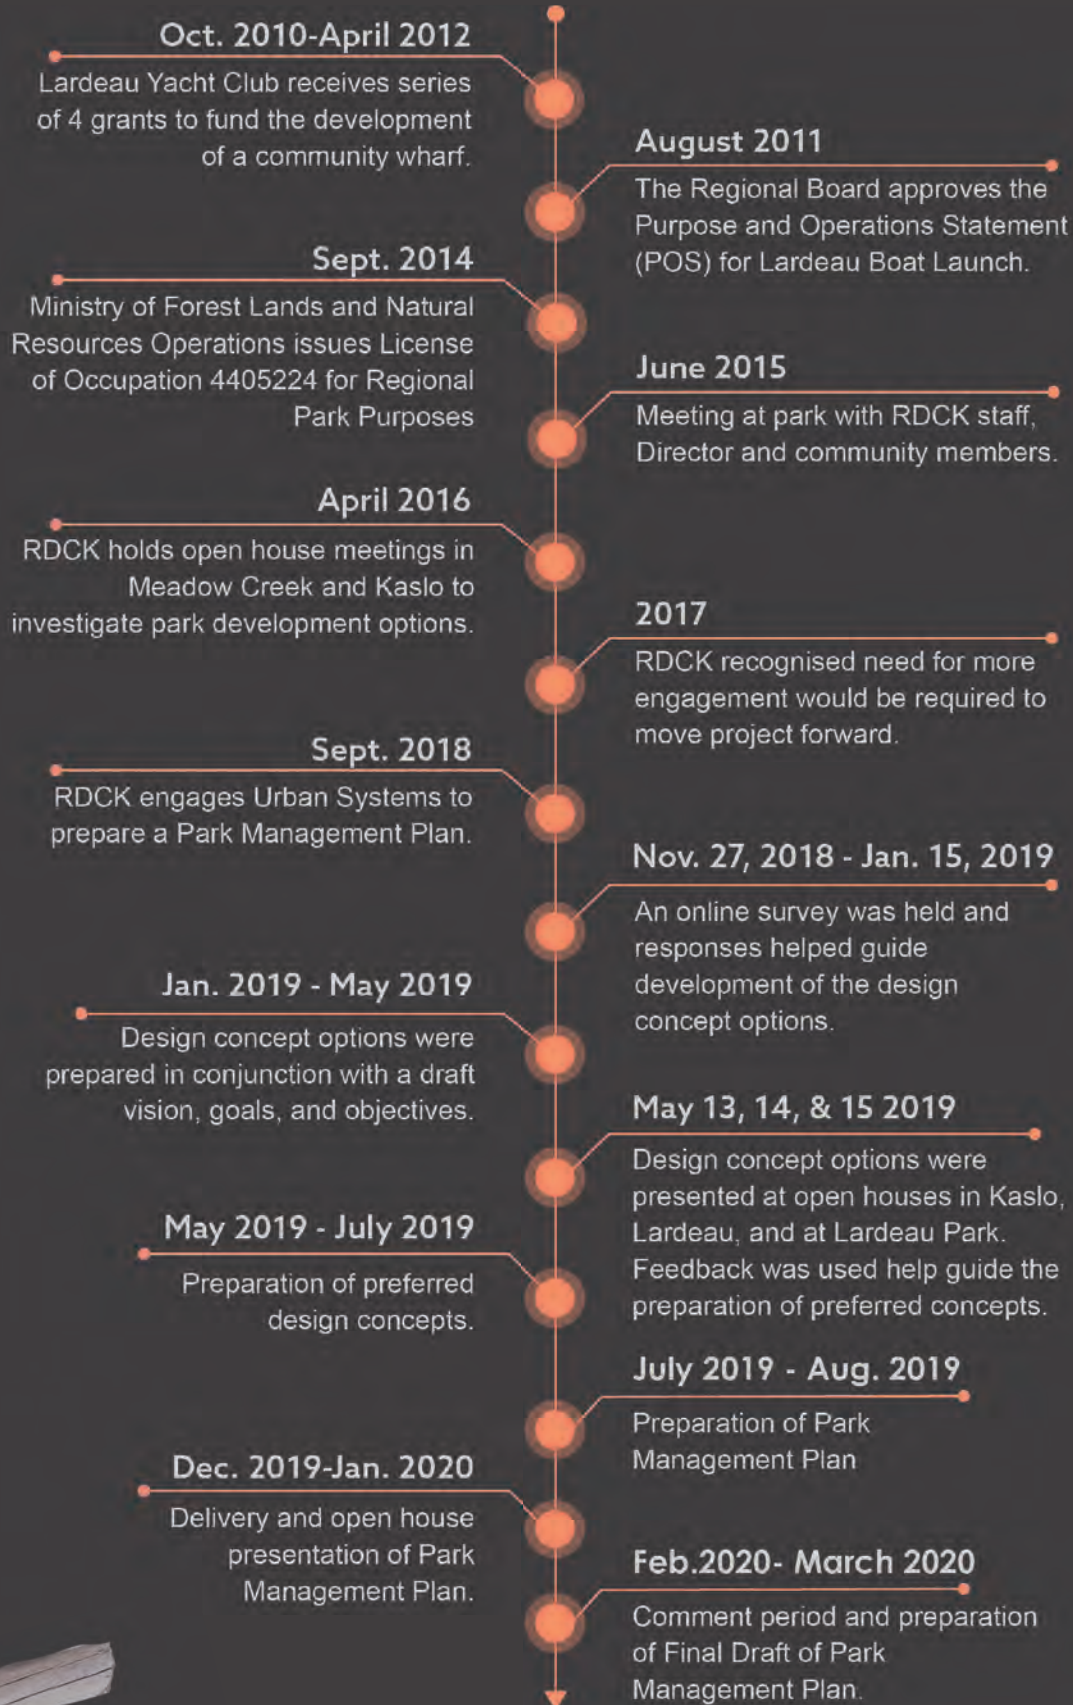 Oct. 2010-April 2012
Lardeau Yacht Club receives series
of 4 grants to fund the development
of a community wharf.
August 2011
The Regional Board approves the
Purpose and Operations Statement
(POS) for Lardeau Boat Launch.
Sept. 2014
Ministry of Forest Lands and Natural
Resources Operations issues License
of Occupation 4405224 for Regional
Park Purposes
June 2015
Meeting at park with RDCK staff,
Director and community members.
April 2016
RDCK holds open house meetings in
Meadow Creek and Kaslo to
investigate park development options.
2017
RDCK recognised need for more
engagement would be required to
move project forward.
Sept. 2018
RDCK engages Urban Systems to
prepare a Park Management Plan.
Nov. 27, 2018 - Jan. 15, 2019
An online survey was held and
responses helped guide
development of the design
concept options.
Jan. 2019 - May 2019
Design concept options were
prepared in conjunction with a draft
vision, goals, and objectives.
May 13, 14, & 15 2019
Design concept options were
presented at open houses in Kaslo,
Lardeau, and at Lardeau Park.
Feedback was used help guide the
preparation of preferred concepts.
May 2019 - July 2019
Preparation of preferred
design concepts.
July 2019 - Aug. 2019
Preparation of Park
Management Plan
Dec. 2019-Jan. 2020
Delivery and open house
presentation of Park
Management Plan.
Feb.2020- March 2020
Comment period and preparation
of Final Draft of Park
Management Plan.